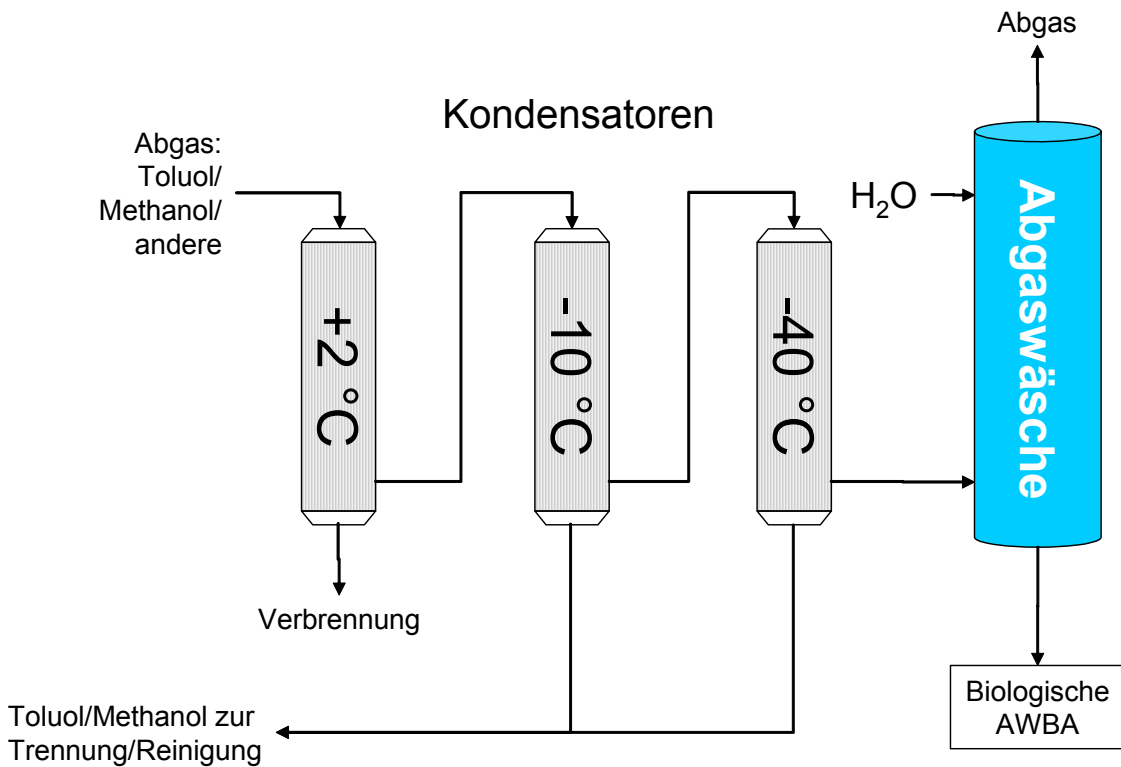 Abgas
Kondensatoren
Abgas:
Toluol/
Methanol/
andere
H₂O
+2 °C
-10 °C
-40 °C
Abgaswäsche
Verbrennung
Toluol/Methanol zur
Trennung/Reinigung
Biologische
AWBA